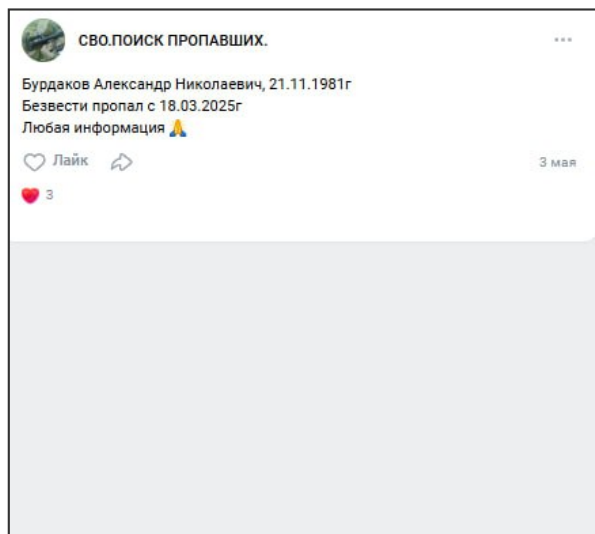 СВО.ПОИСК ПРОПАВШИХ.
Бурдаков Александр Николаевич, 21.11.1981г
Безвести пропал с 18.03.2025г
Любая информация 🙏
Лайк
3 мая
3